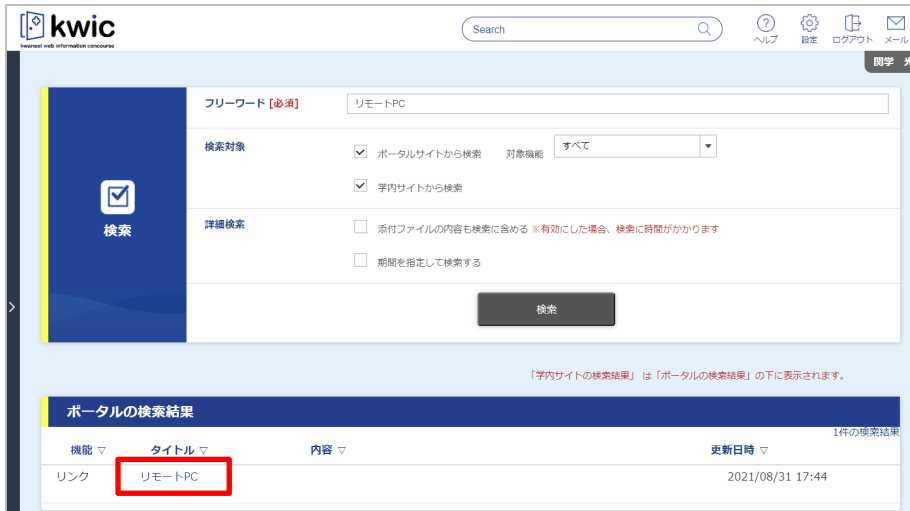 kwic
kwansei web information concourse
Search
ヘルプ 設定 ログアウト メール
関学
フリーワード [必須] リモートPC
検索対象
ポータルサイトから検索 対象機能 すべて
学内サイトから検索
検索
詳細検索
添付ファイルの内容も検索に含める ※有効にした場合、検索に時間がかかります
期間を指定して検索する
検索
「学内サイトの検索結果」 は「ポータルの検索結果」の下に表示されます。
ポータルの検索結果
1件の検索結果
機能 ▽ タイトル ▽ 内容 ▽ 更新日時 ▽
リンク リモートPC 2021/08/31 17:44